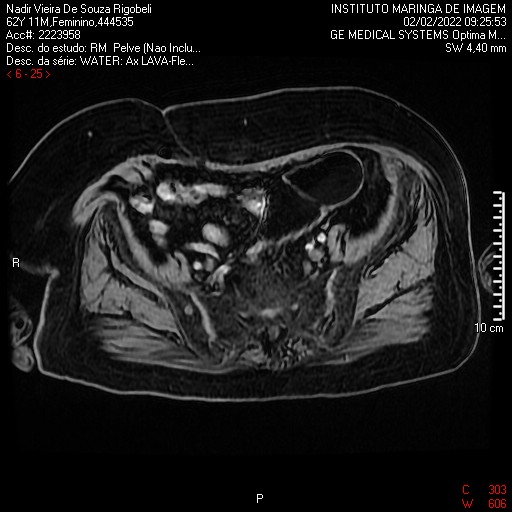 Nadir Vieira De Souza Rigobeli
62Y 11M,Feminino,444535
Acc#: 2223958
Desc. do estudo: RM Pelve (Nao Inclu...
Desc. da série: WATER: Ax LAVA-Fle...
< 6 - 25 >
INSTITUTO MARINGA DE IMAGEM
02/02/2022 09:25:53
GE MEDICAL SYSTEMS Optima M...
SW 4,40 mm
R
10 cm
P
C 303
W 606